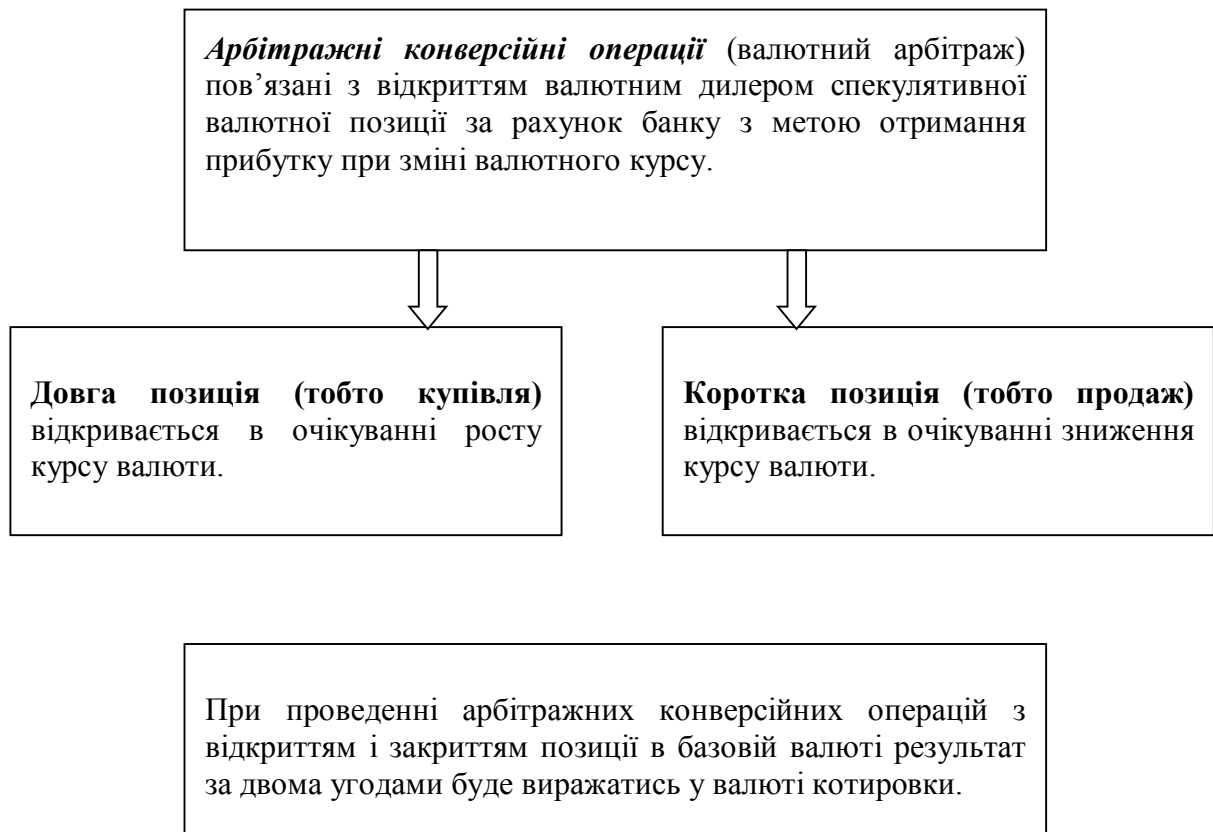 Арбітражні конверсійні операції (валютний арбітраж)
пов’язані з відкриттям валютним дилером спекулятивної
валютної позиції за рахунок банку з метою отримання
прибутку при зміні валютного курсу.
Довга позиція (тобто купівля)
відкривається в очікуванні росту
курсу валюти.
Коротка позиція (тобто продаж)
відкривається в очікуванні зниження
курсу валюти.
При проведенні арбітражних конверсійних операцій з
відкриттям і закриттям позиції в базовій валюті результат
за двома угодами буде виражатись у валюті котировки.